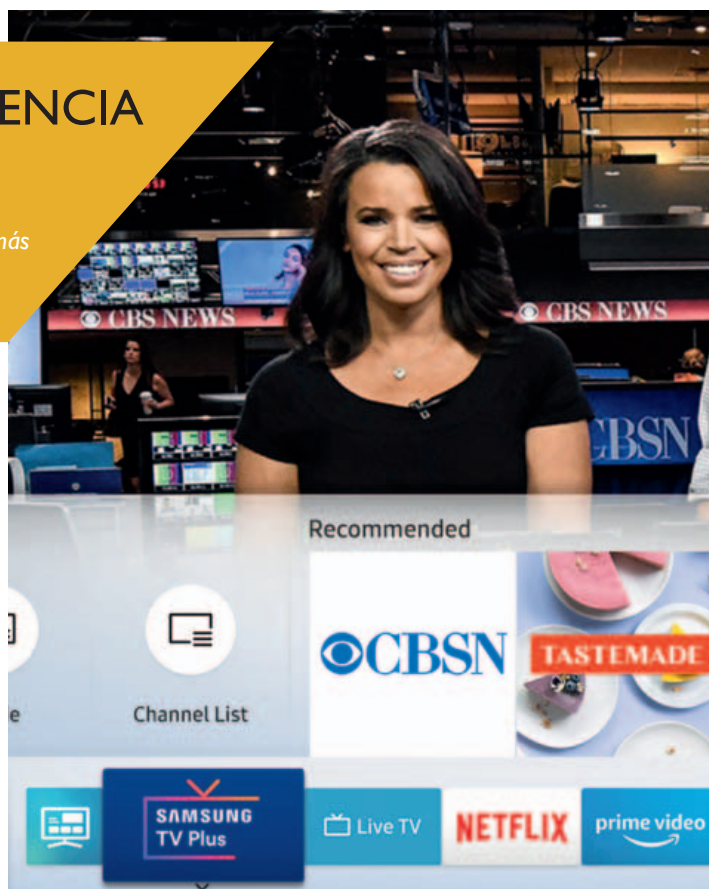 ENCIA
más
CBS NEWS
CBS NEWS
CBSN
Recommended
CBSN
TASTEMADE
Channel List
SAMSUNG
TV Plus
Live TV
NETFLIX
prime video